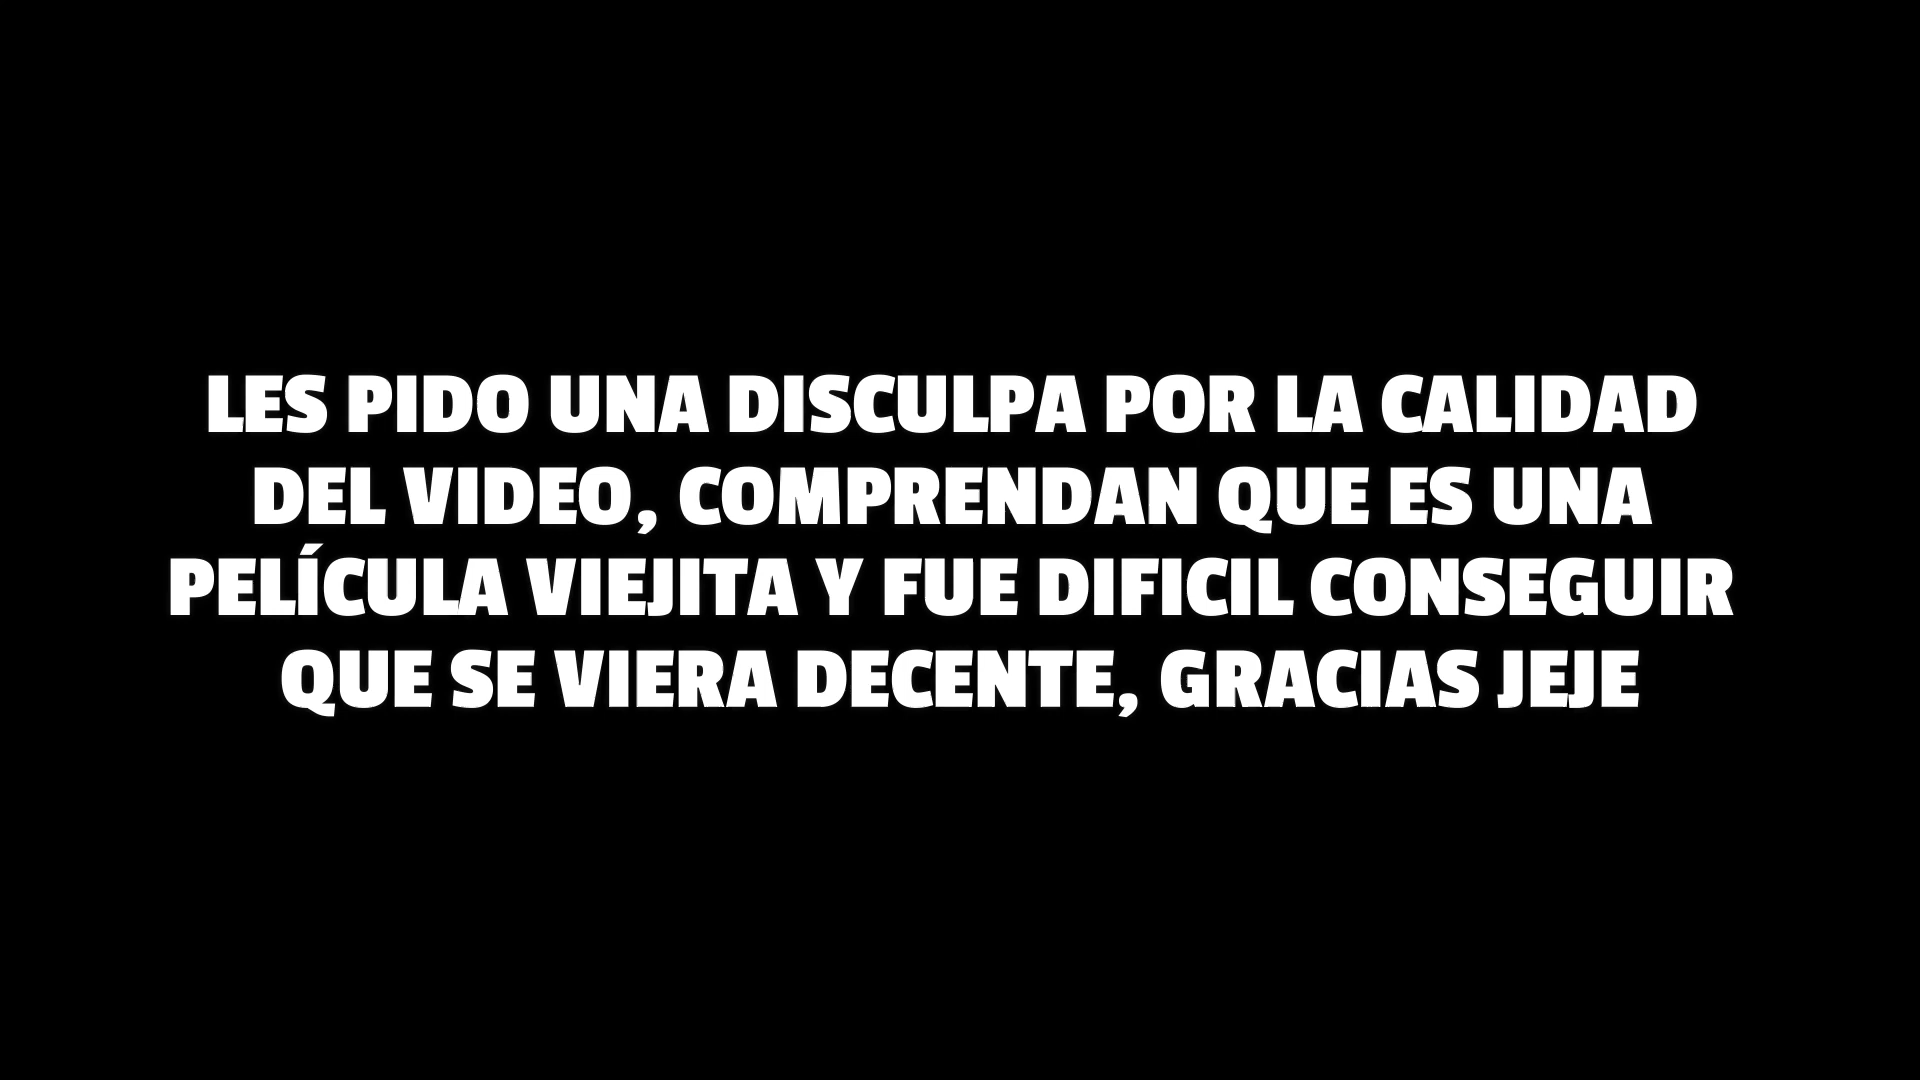 LES PIDO UNA DISCULPA POR LA CALIDAD
DEL VIDEO, COMPRENDAN QUE ES UNA
PELÍCULA VIEJITA Y FUE DIFICIL CONSEGUIR
QUE SE VIERA DECENTE, GRACIAS JEJE